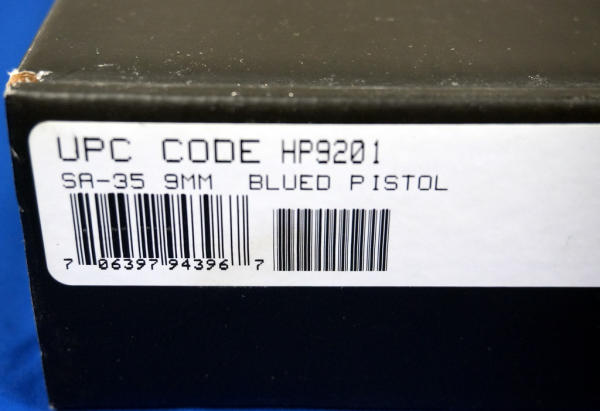 UPC CODE HP9201
SA-35 9MM BLUED PISTOL
7 06397 94396 7